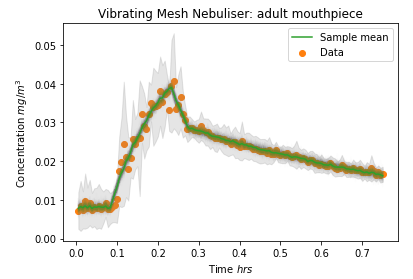 Vibrating Mesh Nebuliser: adult mouthpiece
Sample mean
Data
Concentration mg/m³
0.05
0.04
0.03
0.02
0.01
0.00
0.0 0.1 0.2 0.3 0.4 0.5 0.6 0.7
Time hrs